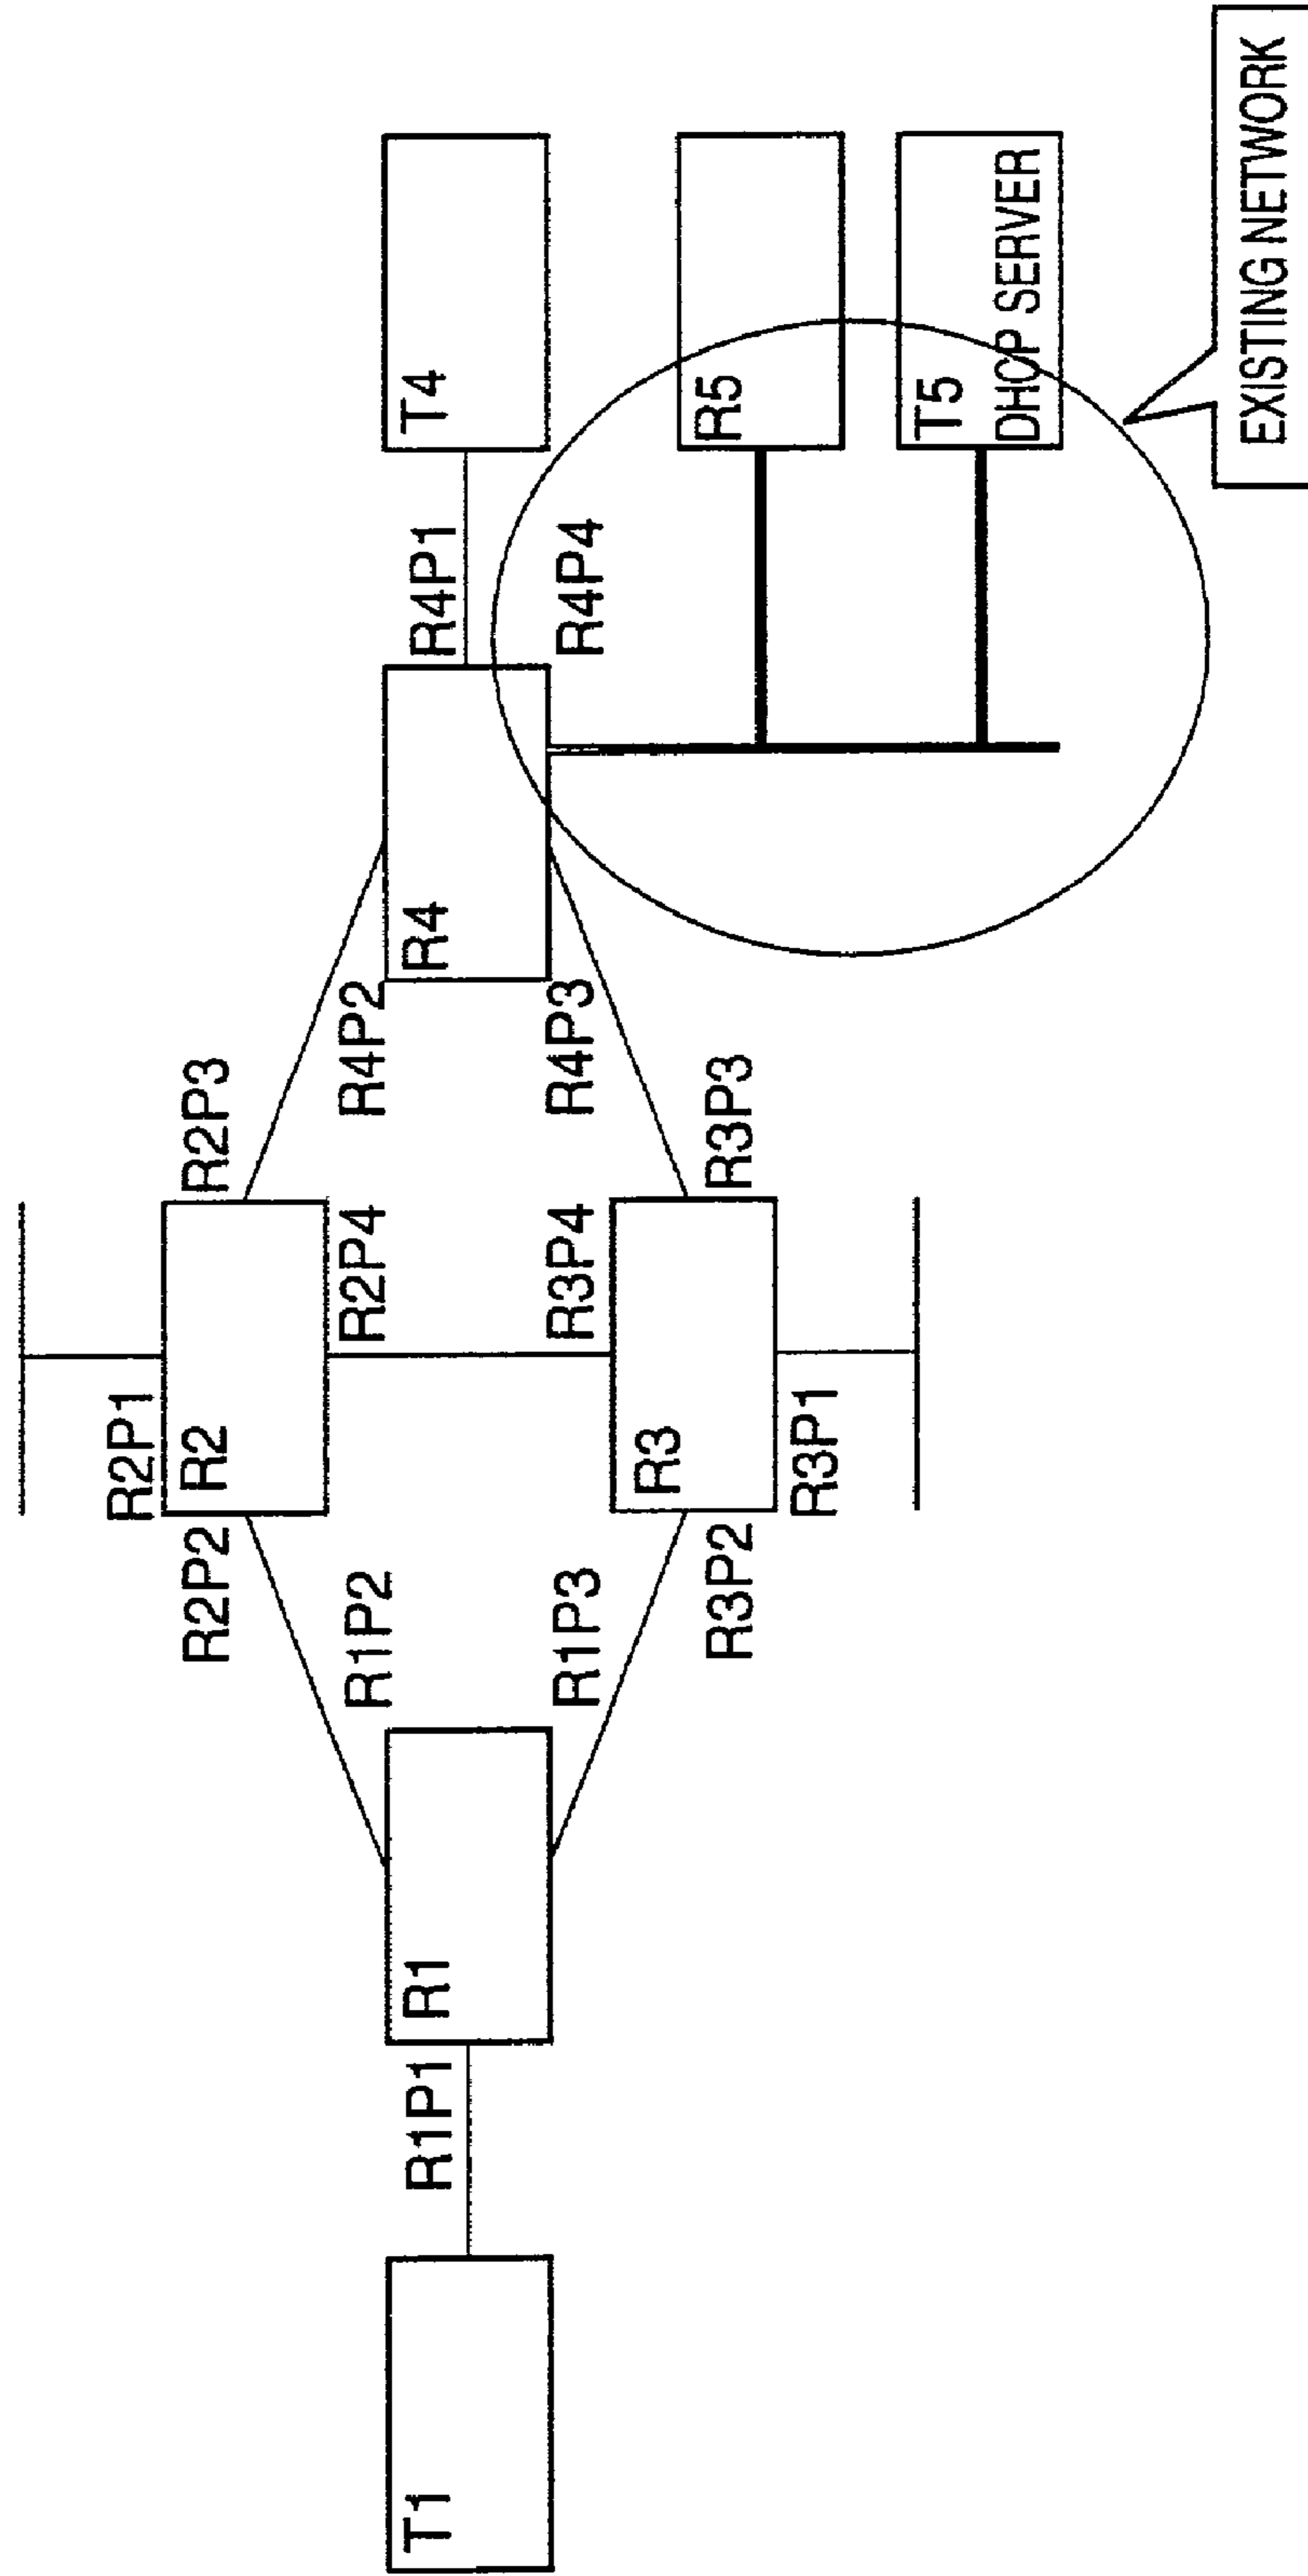 T1
R1P1
R1
R1P2
R1P3
R2P2
R2P1
R2
R2P3
R2P4
R3P4
R3
R3P2
R3P1
R3P3
R4P2
R4P3
R4
R4P1
R4P4
T4
R5
T5
DHCP SERVER
EXISTING NETWORK